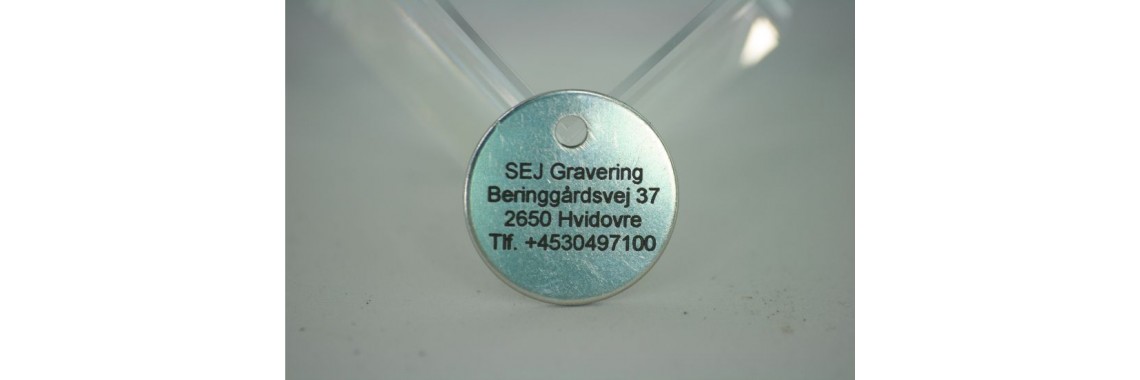 SEJ Gravering
Beringgårdsvej 37
2650 Hvidovre
Tlf. +4530497100